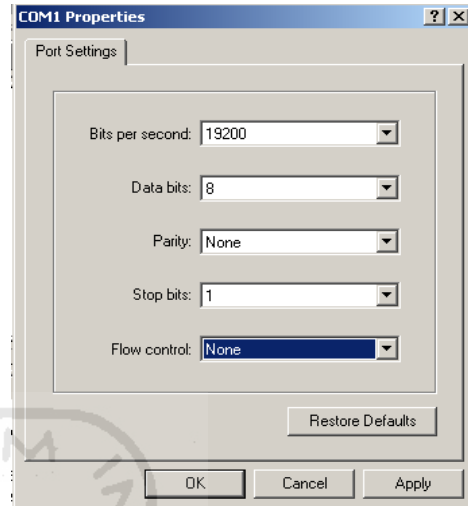 COM1 Properties
Port Settings
Bits per second: 19200
Data bits: 8
Parity: None
Stop bits: 1
Flow control: None
Restore Defaults
OK Cancel Apply